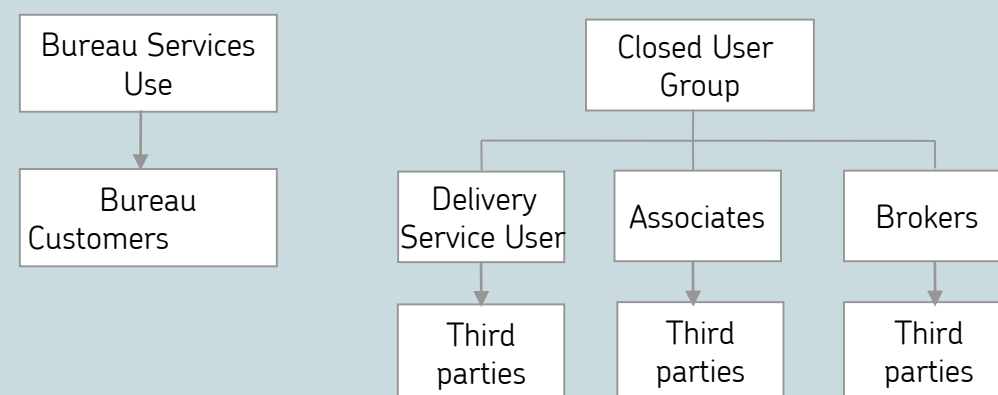 Bureau Services
Use
Bureau
Customers
Closed User
Group
Delivery
Service User
Associates
Brokers
Third
parties
Third
parties
Third
parties